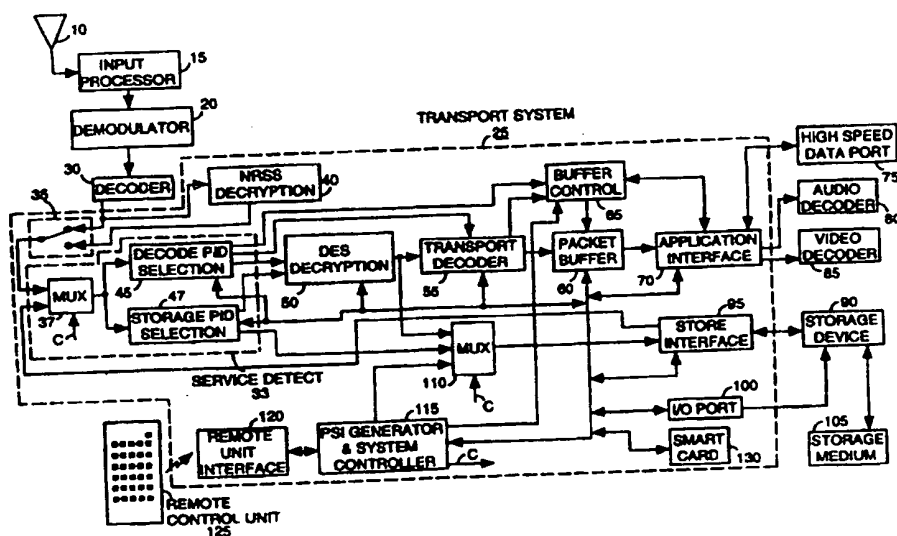 10
INPUT
PROCESSOR
15
20
DEMODULATOR
TRANSPORT SYSTEM
25
30
DECODER
NRSS
DECRYPTION
40
35
BUFFER
CONTROL
65
HIGH SPEED
DATA PORT
75
AUDIO
DECODER
80
DECODE PID
SELECTION
45
DES
DECRYPTION
50
TRANSPORT
DECODER
55
PACKET
BUFFER
60
APPLICATION
INTERFACE
70
VIDEO
DECODER
85
MUX
37
C
47
STORAGE PID
SELECTION
MUX
110
C
95
STORE
INTERFACE
90
STORAGE
DEVICE
SERVICE DETECT
33
100
I/O PORT
120
REMOTE
UNIT
INTERFACE
115
PSI GENERATOR
& SYSTEM
CONTROLLER
C
SMART
CARD
130
105
STORAGE
MEDIUM
REMOTE
CONTROL UNIT
125